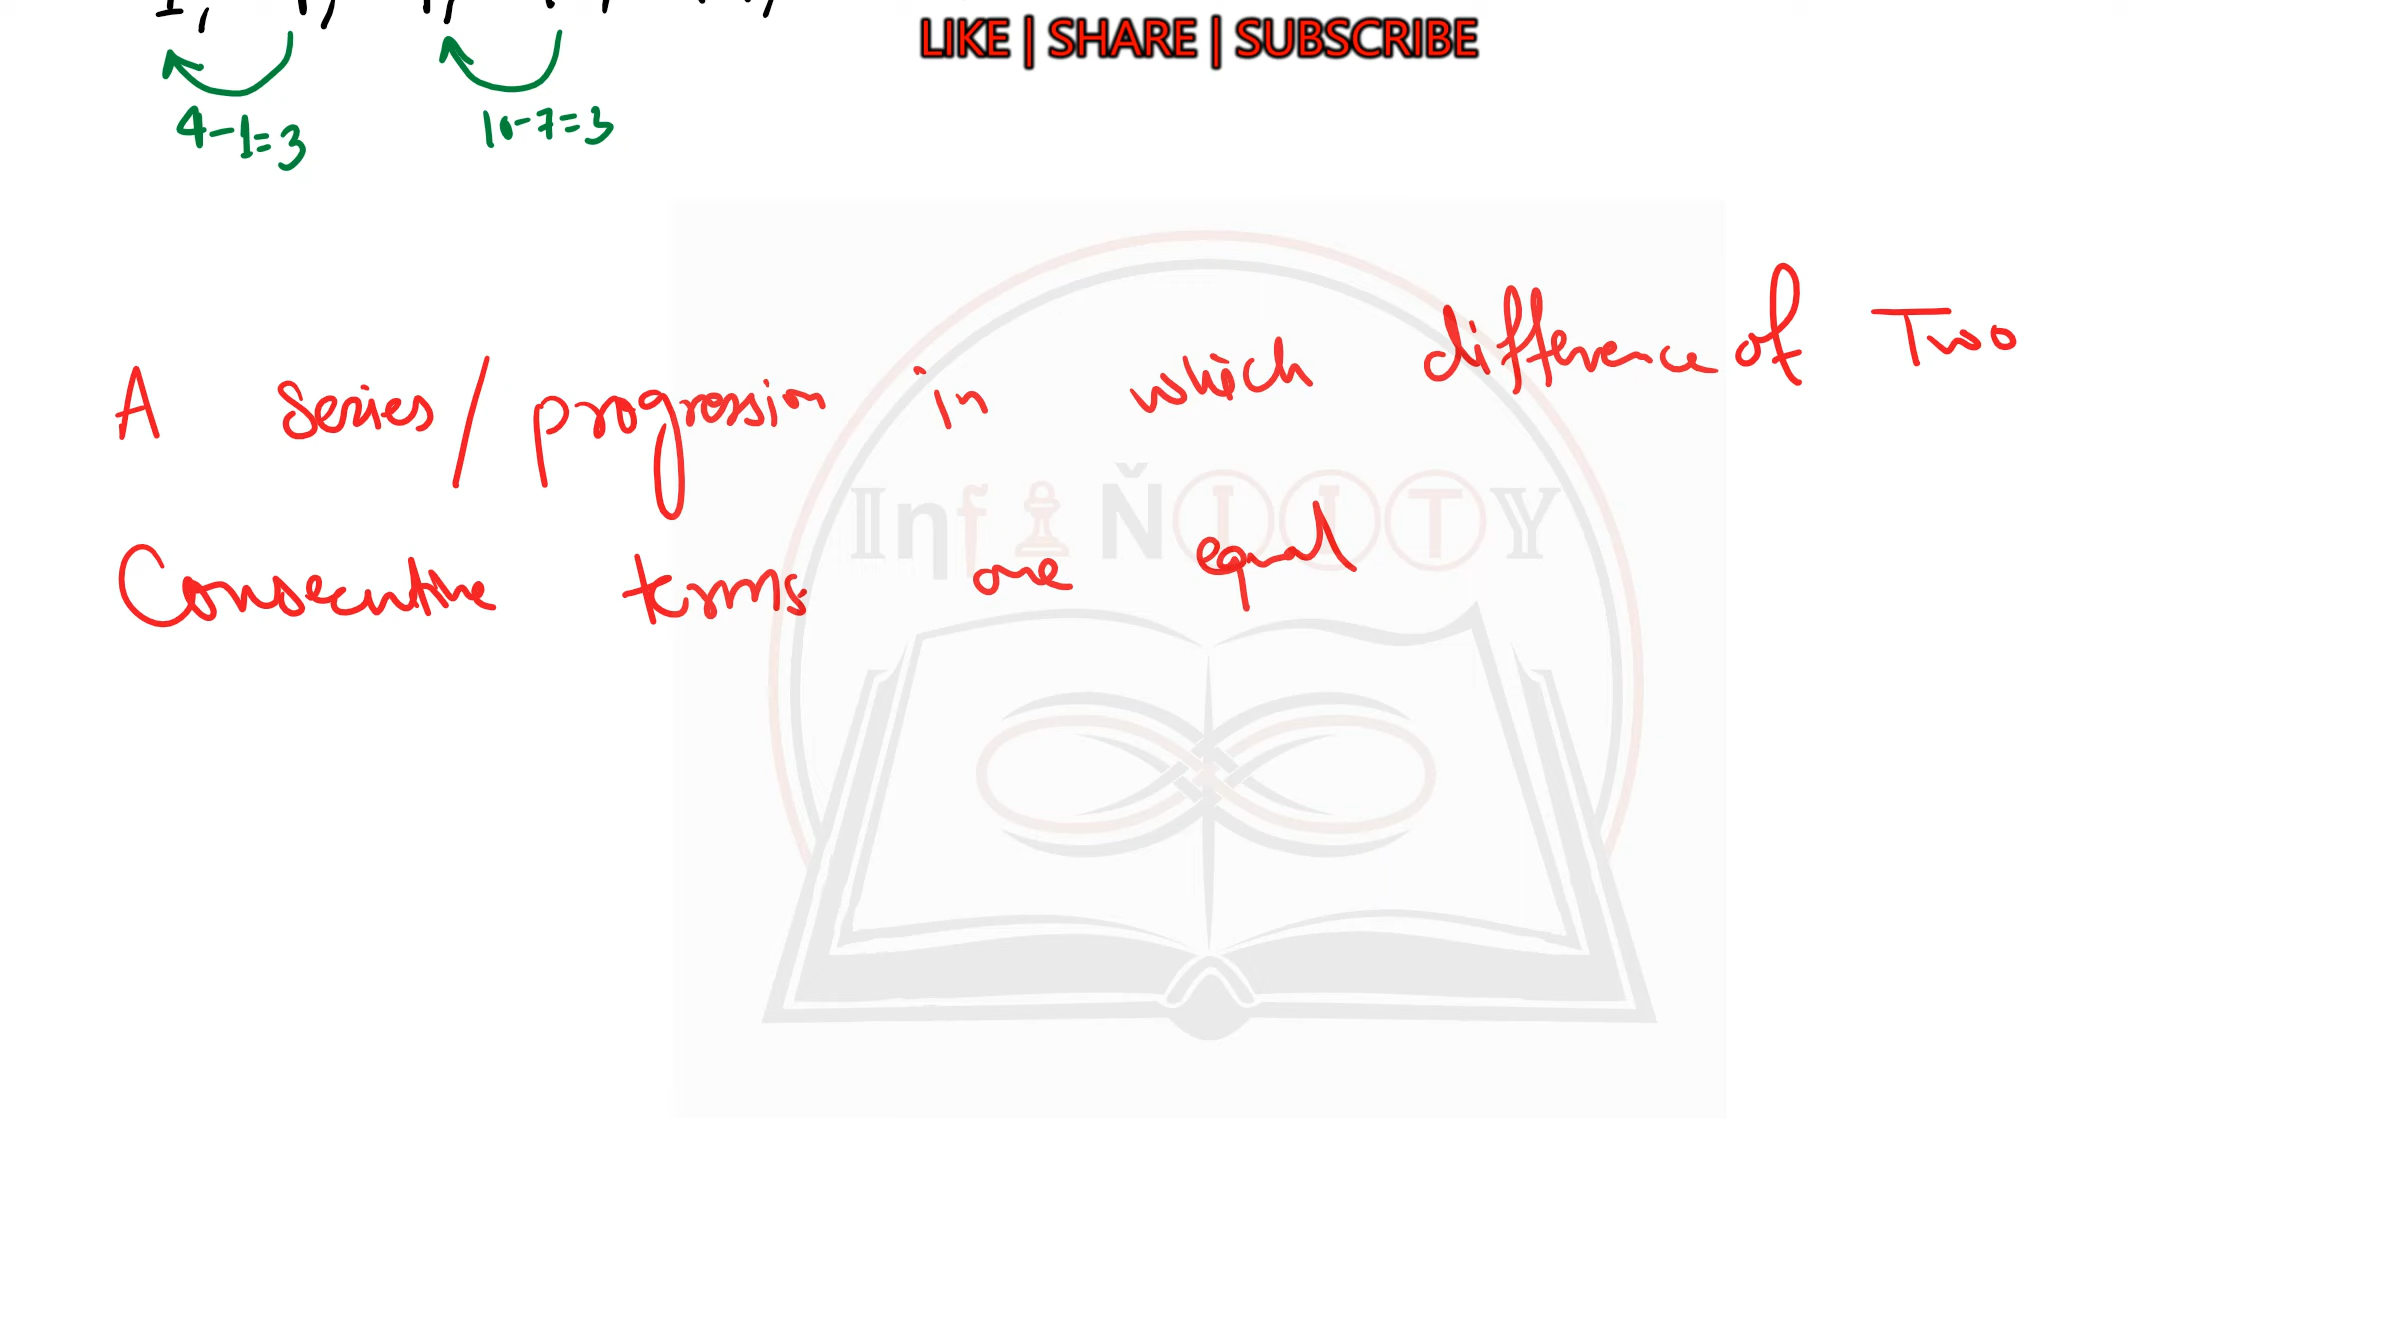 LIKE | SHARE | SUBSCRIBE
4-1=3 10-7=3
A series/progression in which difference of Two
InfiÑIITY
Consecutive terms are equal